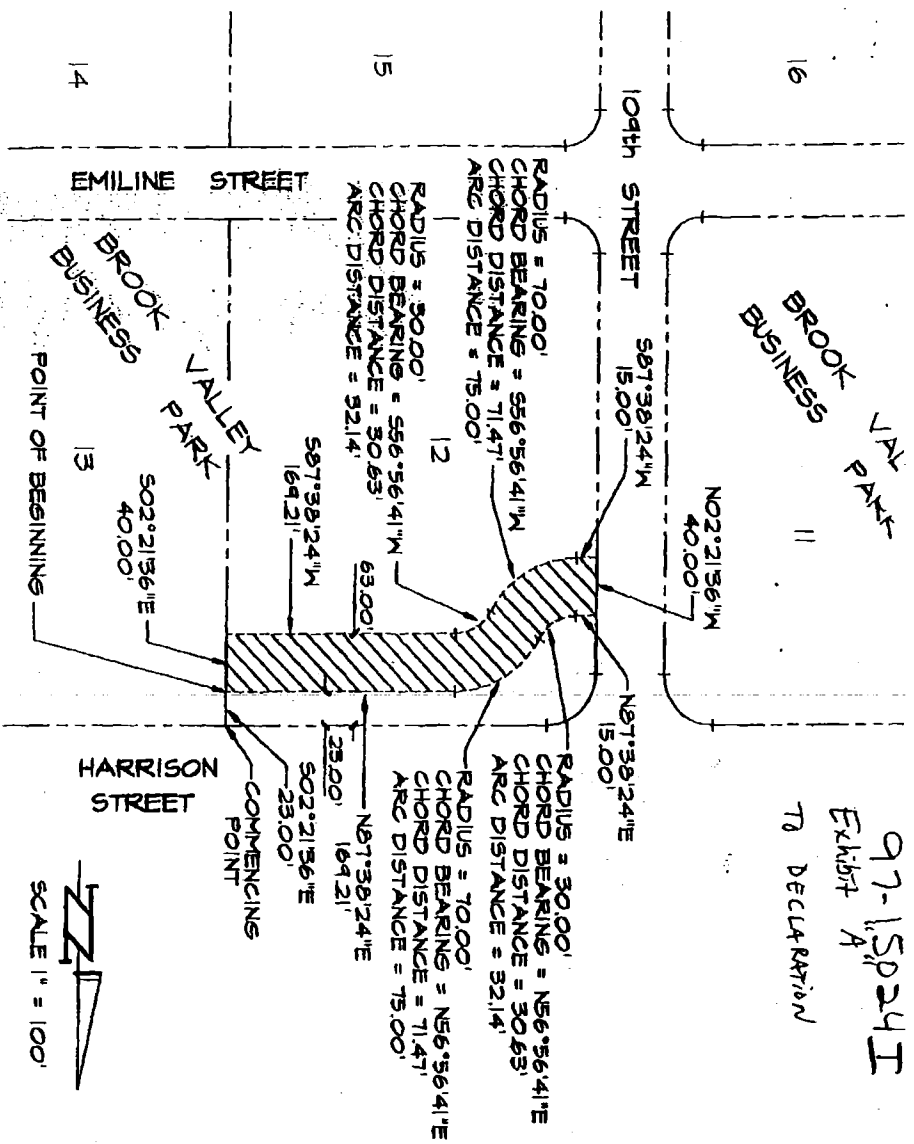 97-15024I
Exhibit "A"
TO DECLARATION
16
BROOK VAL
BUSINESS PARK
11
N02°21'36"W
40.00'
109th STREET
S87°38'24"W
15.00'
N87°38'24"E
15.00'
RADIUS = 70.00'
CHORD BEARING = S56°56'41"W
CHORD DISTANCE = 71.47'
ARC DISTANCE = 75.00'
RADIUS = 30.00'
CHORD BEARING = N56°56'41"E
CHORD DISTANCE = 30.63'
ARC DISTANCE = 32.14'
15
12
RADIUS = 30.00'
CHORD BEARING = S56°56'41"W
CHORD DISTANCE = 30.63'
ARC DISTANCE = 32.14'
RADIUS = 70.00'
CHORD BEARING = N56°56'41"E
CHORD DISTANCE = 71.47'
ARC DISTANCE = 75.00'
63.00'
23.00'
S87°38'24"W
169.21'
N87°38'24"E
169.21'
EMILINE STREET
S02°21'36"E
23.00'
COMMENCING
POINT
14
BROOK VALLEY
BUSINESS PARK
13
S02°21'36"E
40.00'
POINT OF BEGINNING
HARRISON
STREET
SCALE 1" = 100'